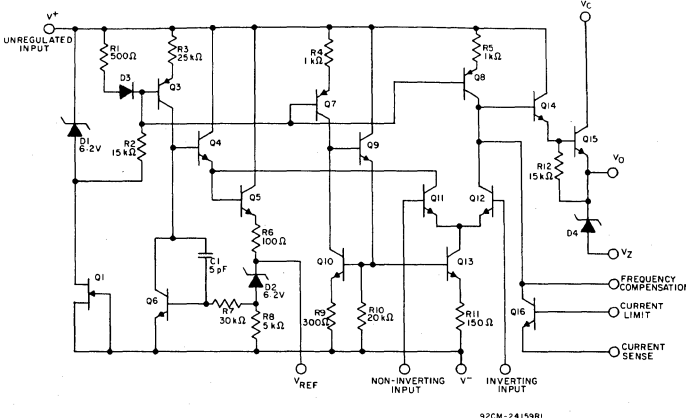 V+
UNREGULATED
INPUT
R1
500Ω
R3
25kΩ
D3
Q3
D1
6.2V
R2
15kΩ
Q4
Q5
R6
100Ω
C1
5pF
Q1
Q6
R7
30kΩ
D2
6.2V
R8
5kΩ
VREF
R4
1kΩ
Q7
Q9
Q10
R9
300Ω
R10
20kΩ
Q11
Q12
Q13
R11
150Ω
NON-INVERTING
INPUT
V-
INVERTING
INPUT
R5
1kΩ
Q8
Q14
Q15
R12
15kΩ
D4
Q16
VC
VO
VZ
FREQUENCY
COMPENSATION
CURRENT
LIMIT
CURRENT
SENSE
92CM-24159R1